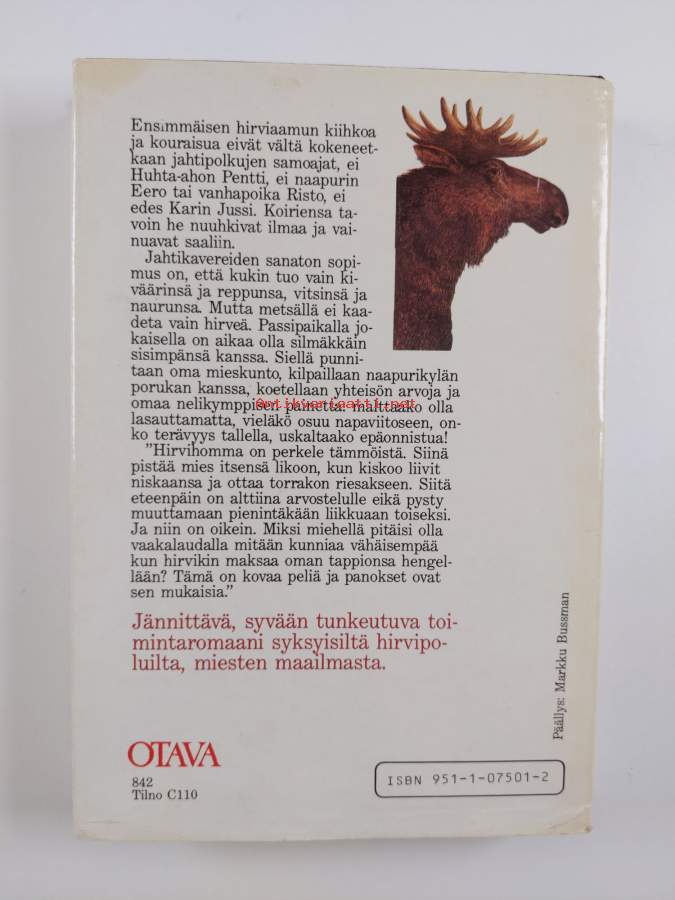 Ensimmäisen hirviaamun kiihkoa
ja kouraisua eivät vältä kokeneet-
kaan jahtipolkujen samoajat, ei
Huhta-ahon Pentti, ei naapurin
Eero tai vanhapoika Risto, ei
edes Karin Jussi. Koiriensa ta-
voin he nuuhkivat ilmaa ja vai-
nuavat saaliin.
Jahtikavereiden sanaton sopi-
mus on, että kukin tuo vain ki-
väärinsä ja reppunsa, vitsinsä ja
naurunsa. Mutta metsällä ei kaa-
deta vain hirveä. Passipaikalla jo-
kaisella on aikaa olla silmäkkäin
sisimpänsä kanssa. Siellä punni-
taan oma mieskunto, kilpaillaan naapurikylän
porukan kanssa, koetellaan yhteisön arvoja ja
omaa nelikymppisen painetta: malttaako olla
antikvariaatti.net
lasauttamatta, vieläkö osuu napaviitoseen, on-
ko terävyys tallella, uskaltaako epäonnistua!
"Hirvihomma on perkele tämmöistä. Siinä
pistää mies itsensä likoon, kun kiskoo liivit
niskaansa ja ottaa torrakon riesakseen. Siitä
eteenpäin on alttiina arvostelulle eikä pysty
muuttamaan pienintäkään liikkuaan toiseksi.
Ja niin on oikein. Miksi miehellä pitäisi olla
vaakalaudalla mitään kunniaa vähäisempää
kun hirvikin maksaa oman tappionsa hengel-
lään? Tämä on kovaa peliä ja panokset ovat
sen mukaisia."
Jännittävä, syvään tunkeutuva toi-
mintaromaani syksyisiltä hirvipo-
luilta, miesten maailmasta.
Päällys: Markku Bussman
OTAVA
842
Tilno C110
ISBN 951-1-07501-2